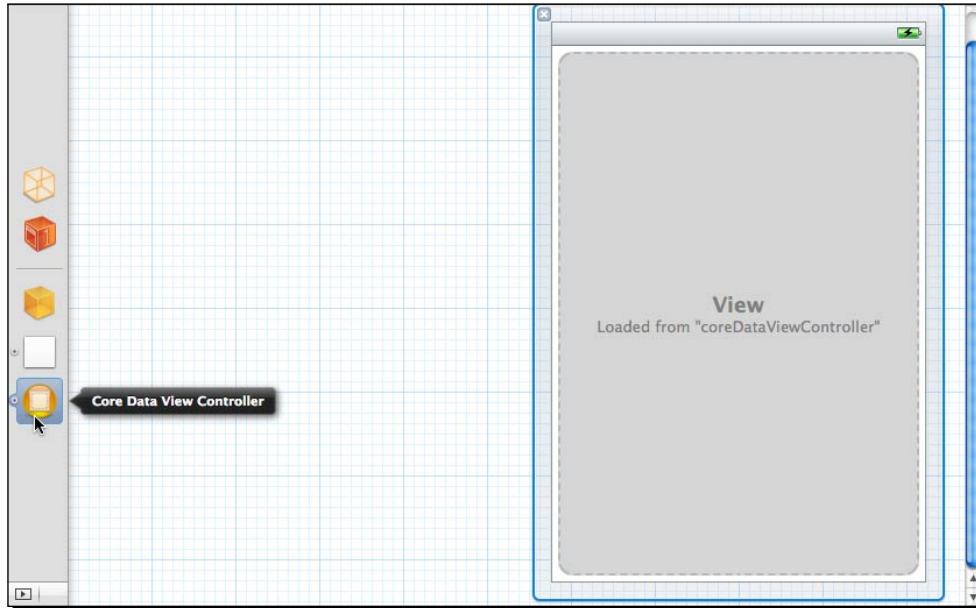 View
Loaded from "coreDataViewController"
Core Data View Controller